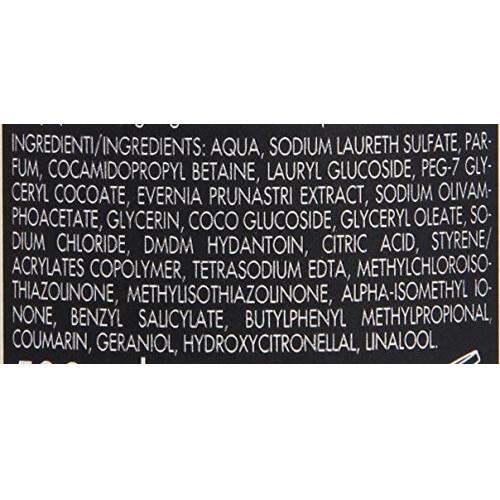 INGREDIENTI/INGREDIENTS: AQUA, SODIUM LAURETH SULFATE, PAR-
FUM, COCAMIDOPROPYL BETAINE, LAURYL GLUCOSIDE, PEG-7 GLY-
CERYL COCOATE, EVERNIA PRUNASTRI EXTRACT, SODIUM OLIVAM-
PHOACETATE, GLYCERIN, COCO GLUCOSIDE, GLYCERYL OLEATE, SO-
DIUM CHLORIDE, DMDM HYDANTOIN, CITRIC ACID, STYRENE/
ACRYLATES COPOLYMER, TETRASODIUM EDTA, METHYLCHLOROISO-
THIAZOLINONE, METHYLISOTHIAZOLINONE, ALPHA-ISOMETHYL IO-
NONE, BENZYL SALICYLATE, BUTYLPHENYL METHYLPROPIONAL,
COUMARIN, GERANIOL, HYDROXYCITRONELLAL, LINALOOL.